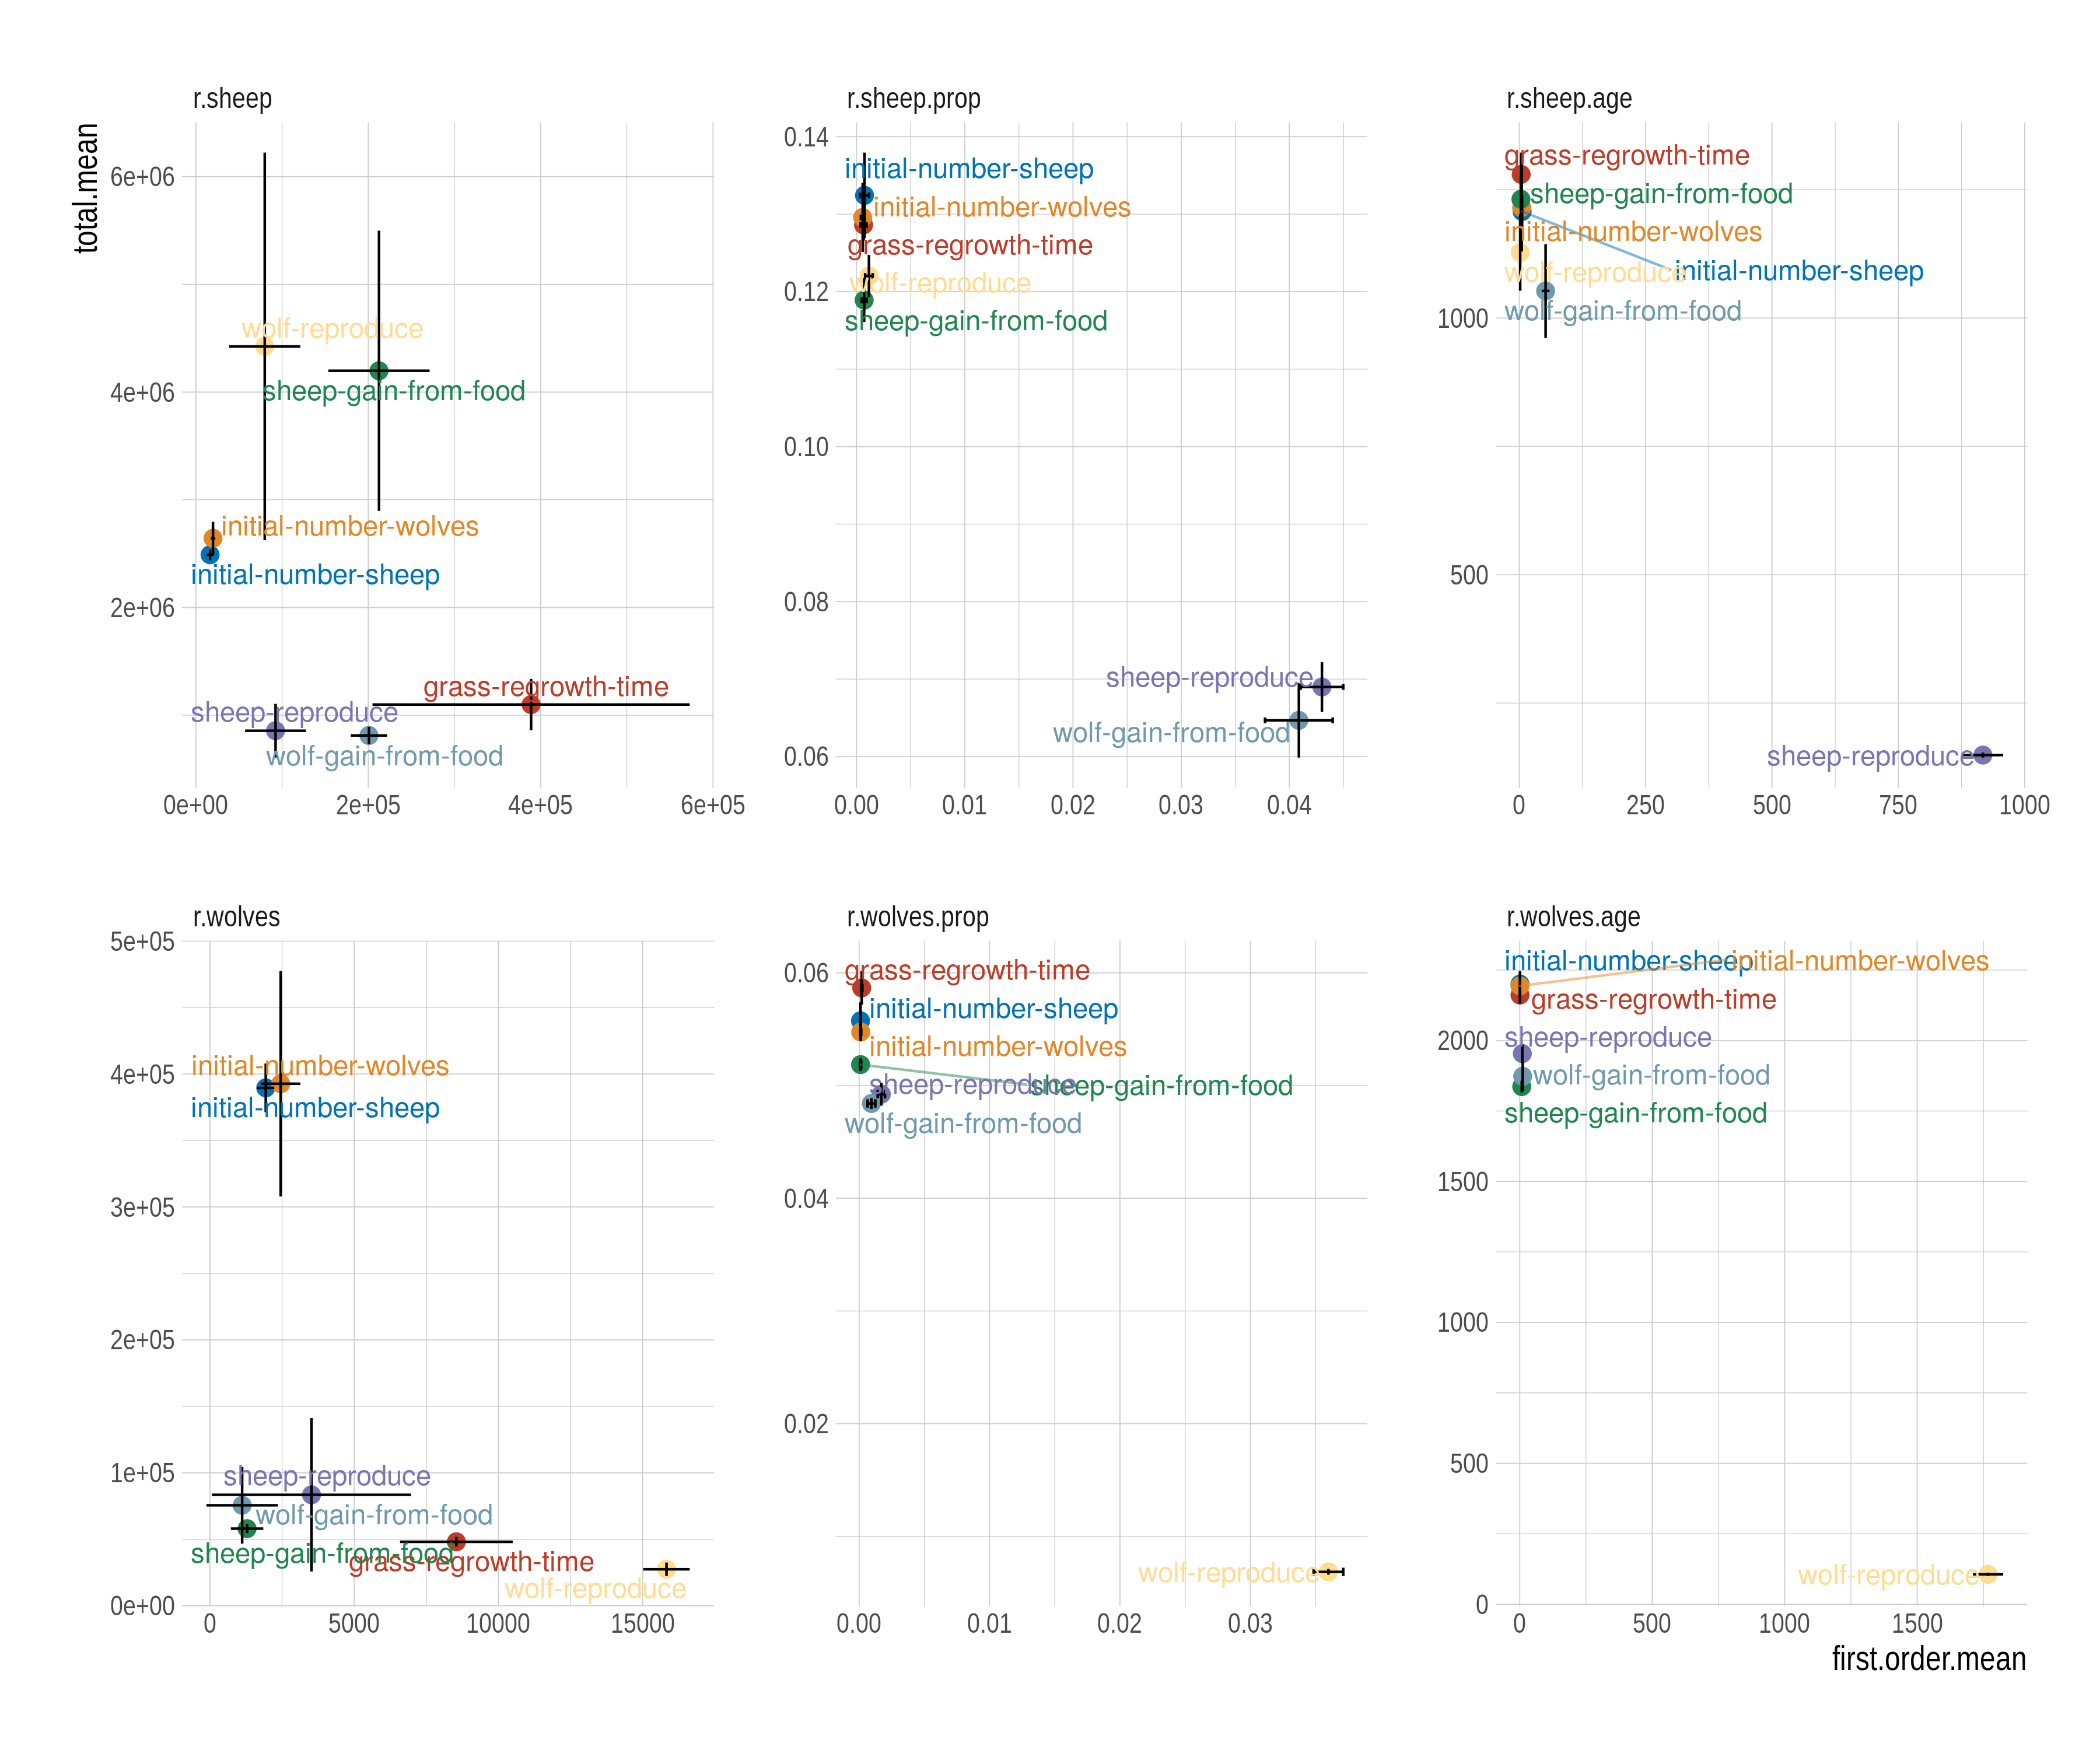 total.mean
r.sheep
6e+06
4e+06
2e+06
wolf-reproduce
sheep-gain-from-food
initial-number-wolves
initial-number-sheep
grass-regrowth-time
sheep-reproduce
wolf-gain-from-food
0e+00 2e+05 4e+05 6e+05
r.sheep.prop
0.14
0.12
0.10
0.08
0.06
initial-number-sheep
initial-number-wolves
grass-regrowth-time
wolf-reproduce
sheep-gain-from-food
sheep-reproduce
wolf-gain-from-food
0.00 0.01 0.02 0.03 0.04
r.sheep.age
1000
500
grass-regrowth-time
sheep-gain-from-food
initial-number-wolves
wolf-reproduce
initial-number-sheep
wolf-gain-from-food
sheep-reproduce
0 250 500 750 1000
r.wolves
5e+05
4e+05
3e+05
2e+05
1e+05
0e+00
initial-number-wolves
initial-number-sheep
sheep-reproduce
wolf-gain-from-food
sheep-gain-from-food
grass-regrowth-time
wolf-reproduce
0 5000 10000 15000
r.wolves.prop
0.06
0.04
0.02
grass-regrowth-time
initial-number-sheep
initial-number-wolves
sheep-reproduce
sheep-gain-from-food
wolf-gain-from-food
wolf-reproduce
0.00 0.01 0.02 0.03
r.wolves.age
2000
1500
1000
500
0
initial-number-sheep
initial-number-wolves
grass-regrowth-time
sheep-reproduce
wolf-gain-from-food
sheep-gain-from-food
wolf-reproduce
0 500 1000 1500
first.order.mean